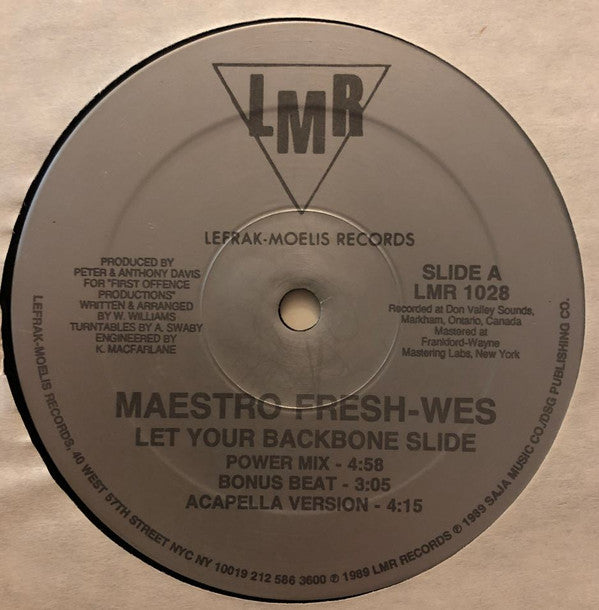 LMR
LEFRAK-MOELIS RECORDS
PRODUCED BY
PETER & ANTHONY DAVIS
FOR "FIRST OFFENCE
PRODUCTIONS"
WRITTEN & ARRANGED
BY W. WILLIAMS
TURNTABLES BY A. SWABY
ENGINEERED BY
K. MACFARLANE
SLIDE A
LMR 1028
Recorded at Don Valley Sounds,
Markham, Ontario, Canada
Mastered at
Frankford-Wayne
Mastering Labs, New York
MAESTRO FRESH-WES
LET YOUR BACKBONE SLIDE
POWER MIX - 4:58
BONUS BEAT - 3:05
ACAPELLA VERSION - 4:15
LEFRAK-MOELIS RECORDS, 40 WEST 57TH STREET NYC NY 10019 212 586 3600 ℗ 1989 LMR RECORDS ℗ 1989 SAJA MUSIC CO./DSG PUBLISHING CO.